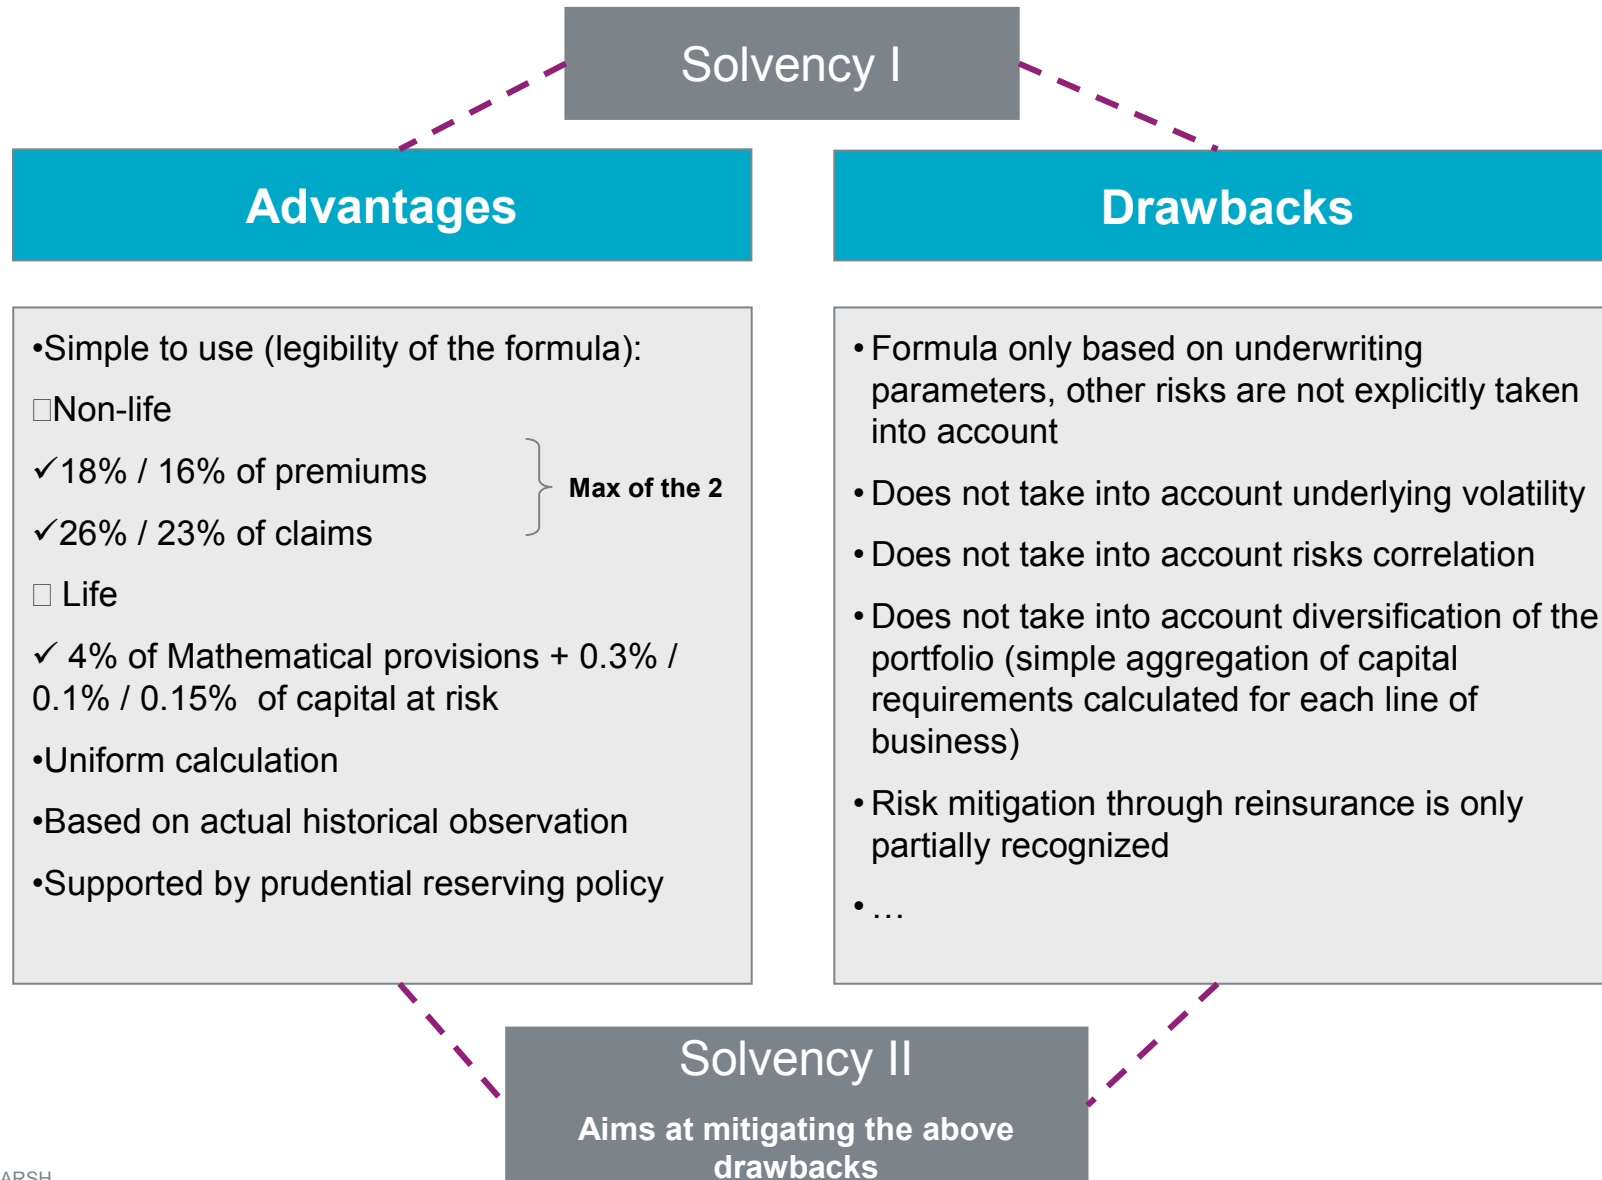 Solvency I
Advantages
•Simple to use (legibility of the formula):
□Non-life
✓18% / 16% of premiums
✓26% / 23% of claims
Max of the 2
□ Life
✓ 4% of Mathematical provisions + 0.3% /
0.1% / 0.15% of capital at risk
•Uniform calculation
•Based on actual historical observation
•Supported by prudential reserving policy
Drawbacks
• Formula only based on underwriting
parameters, other risks are not explicitly taken
into account
• Does not take into account underlying volatility
• Does not take into account risks correlation
• Does not take into account diversification of the
portfolio (simple aggregation of capital
requirements calculated for each line of
business)
• Risk mitigation through reinsurance is only
partially recognized
• …
Solvency II
Aims at mitigating the above
drawbacks
ARSH